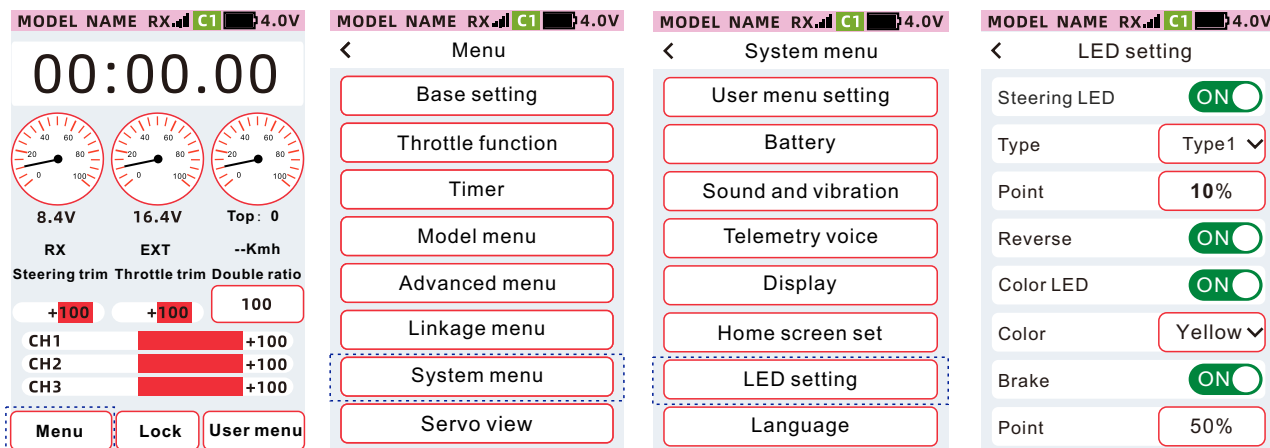 MODEL NAME RX C1 4.0V
00:00.00
40 60
20 80
0 100
40 60
20 80
0 100
40 60
20 80
0 100
8.4V 16.4V Top: 0
RX EXT --Kmh
Steering trim Throttle trim Double ratio
+100 +100 100
CH1 +100
CH2 +100
CH3 +100
Menu Lock User menu
MODEL NAME RX C1 4.0V
< Menu
Base setting
Throttle function
Timer
Model menu
Advanced menu
Linkage menu
System menu
Servo view
MODEL NAME RX C1 4.0V
< System menu
User menu setting
Battery
Sound and vibration
Telemetry voice
Display
Home screen set
LED setting
Language
MODEL NAME RX C1 4.0V
< LED setting
Steering LED ON
Type Type1
Point 10%
Reverse ON
Color LED ON
Color Yellow
Brake ON
Point 50%